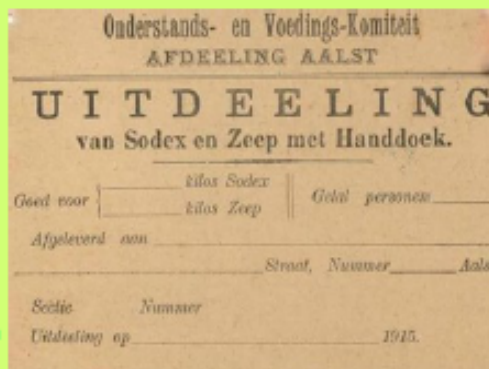 Onderstands- en Voedings-Komiteit
AFDEELING AALST
UITDEELING
van Sodex en Zeep met Handdoek.
Goed voor { kilos Sodex
kilos Zeep
Getal personen
Afgeleverd aan
Straat, Nummer Aals
Sectie Nummer
Uitdeeling op 1915.